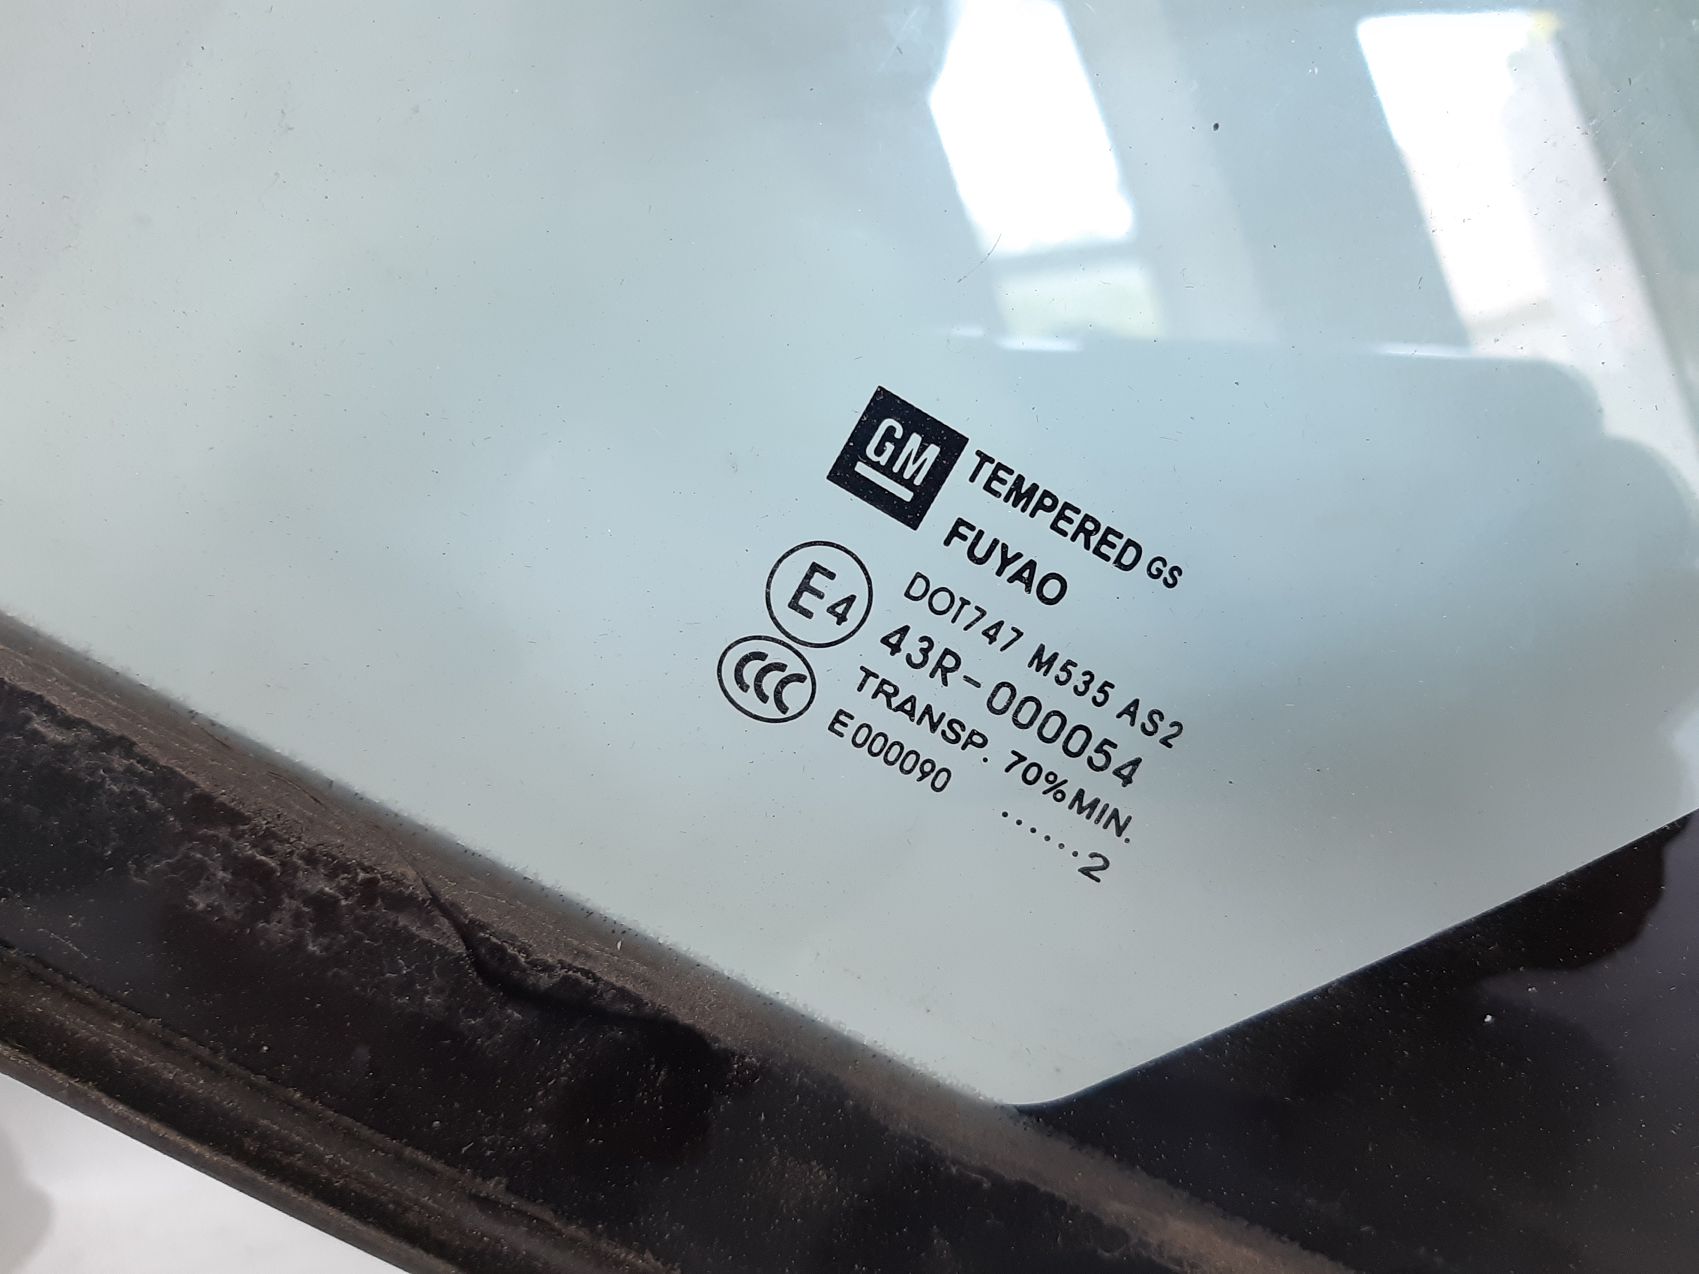 GM
TEMPERED GS
FUYAO
DOT747 M535 AS2
E4
43R-000054
CCC
TRANSP. 70%MIN.
E000090
......2